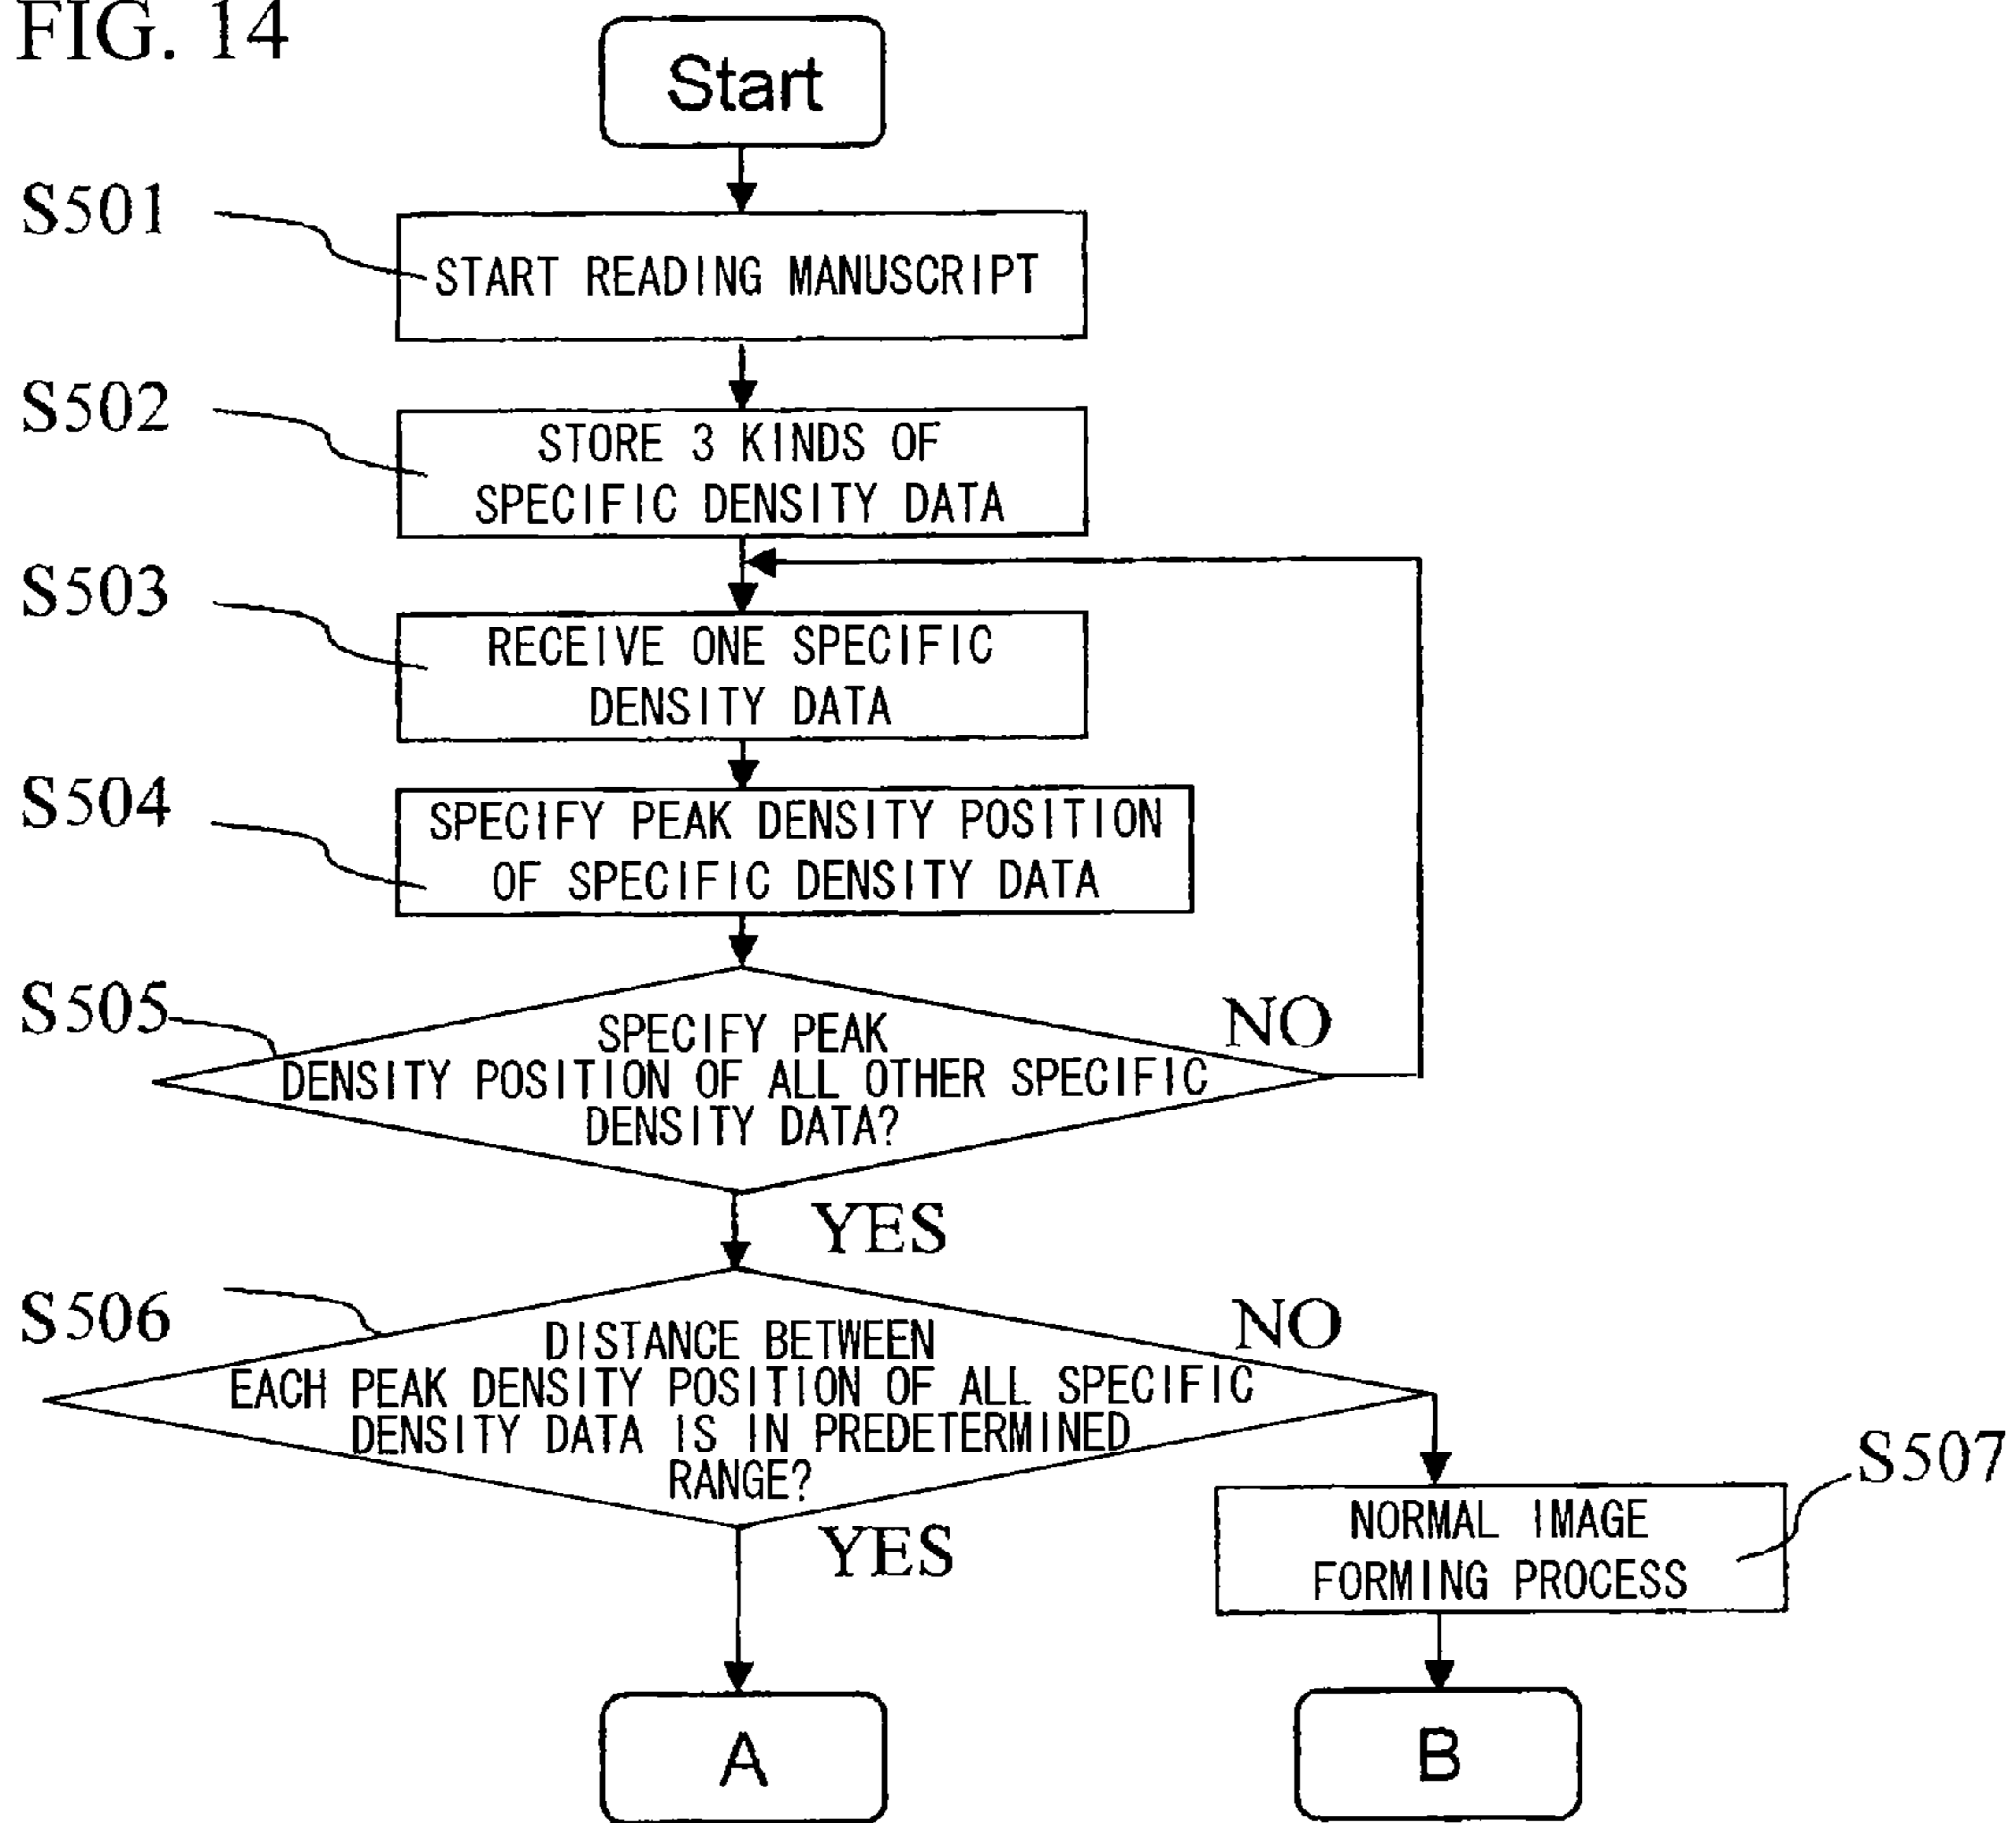 FIG. 14
Start
S501
START READING MANUSCRIPT
S502
STORE 3 KINDS OF
SPECIFIC DENSITY DATA
S503
RECEIVE ONE SPECIFIC
DENSITY DATA
S504
SPECIFY PEAK DENSITY POSITION
OF SPECIFIC DENSITY DATA
S505
SPECIFY PEAK
DENSITY POSITION OF ALL OTHER SPECIFIC
DENSITY DATA?
NO
YES
S506
DISTANCE BETWEEN
EACH PEAK DENSITY POSITION OF ALL SPECIFIC
DENSITY DATA IS IN PREDETERMINED
RANGE?
NO
YES
S507
NORMAL IMAGE
FORMING PROCESS
A
B